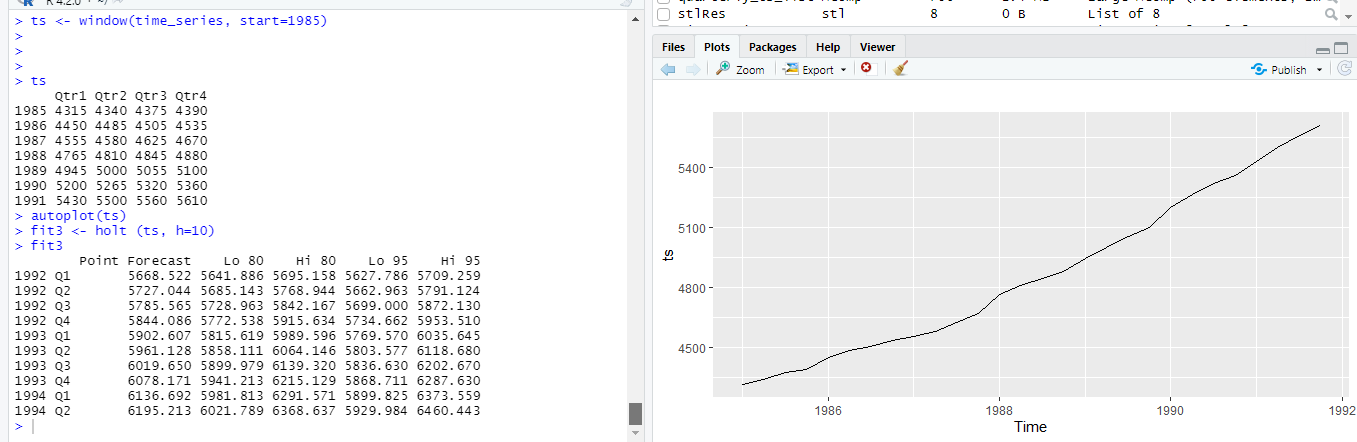 > ts <- window(time_series, start=1985)
>
>
>
> ts
Qtr1 Qtr2 Qtr3 Qtr4
1985 4315 4340 4375 4390
1986 4450 4485 4505 4535
1987 4555 4580 4625 4670
1988 4765 4810 4845 4880
1989 4945 5000 5055 5100
1990 5200 5265 5320 5360
1991 5430 5500 5560 5610
> autoplot(ts)
> fit3 <- holt (ts, h=10)
> fit3
Point Forecast Lo 80 Hi 80 Lo 95 Hi 95
1992 Q1 5668.522 5641.886 5695.158 5627.786 5709.259
1992 Q2 5727.044 5685.143 5768.944 5662.963 5791.124
1992 Q3 5785.565 5728.963 5842.167 5699.000 5872.130
1992 Q4 5844.086 5772.538 5915.634 5734.662 5953.510
1993 Q1 5902.607 5815.619 5989.596 5769.570 6035.645
1993 Q2 5961.128 5858.111 6064.146 5803.577 6118.680
1993 Q3 6019.650 5899.979 6139.320 5836.630 6202.670
1993 Q4 6078.171 5941.213 6215.129 5868.711 6287.630
1994 Q1 6136.692 5981.813 6291.571 5899.825 6373.559
1994 Q2 6195.213 6021.789 6368.637 5929.984 6460.443
>
stlRes stl 8 0 B List of 8
Files Plots Packages Help Viewer
Zoom Export Publish
5400
5100
4800
4500
ts
1986 1988 1990 1992
Time